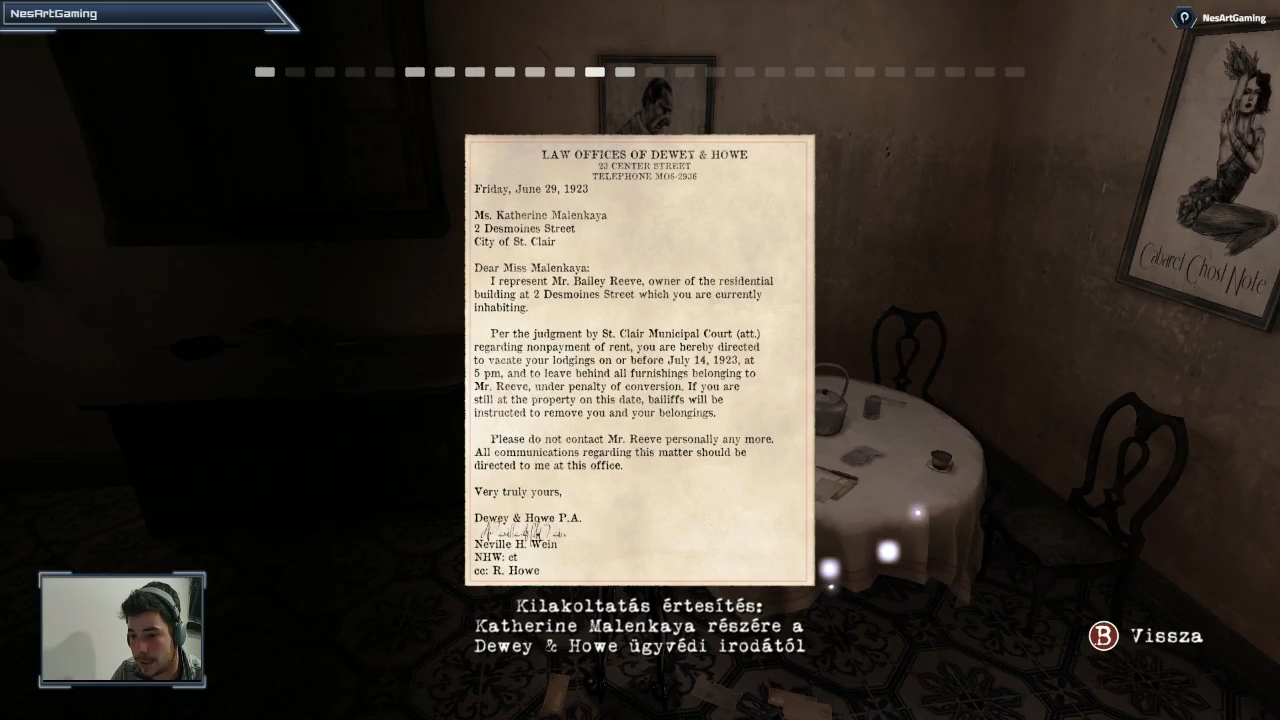 NesArtGaming
NesArtGaming
LAW OFFICES OF DEWEY & HOWE
23 CENTER STREET
TELEPHONE MO6-2936
Friday, June 29, 1923
Ms. Katherine Malenkaya
2 Desmoines Street
City of St. Clair
Dear Miss Malenkaya:
I represent Mr. Bailey Reeve, owner of the residential
building at 2 Desmoines Street which you are currently
inhabiting.
Per the judgment by St. Clair Municipal Court (att.)
regarding nonpayment of rent, you are hereby directed
to vacate your lodgings on or before July 14, 1923, at
5 pm, and to leave behind all furnishings belonging to
Mr. Reeve, under penalty of conversion. If you are
still at the property on this date, bailiffs will be
instructed to remove you and your belongings.
Please do not contact Mr. Reeve personally any more.
All communications regarding this matter should be
directed to me at this office.
Very truly yours,
Dewey & Howe P.A.
Neville H. Wein
NHW: ct
cc: R. Howe
Cabaret Ghost Note
Kilakoltatás értesítés:
Katherine Malenkaya részére a
Dewey & Howe ügyvédi irodától
B Vissza